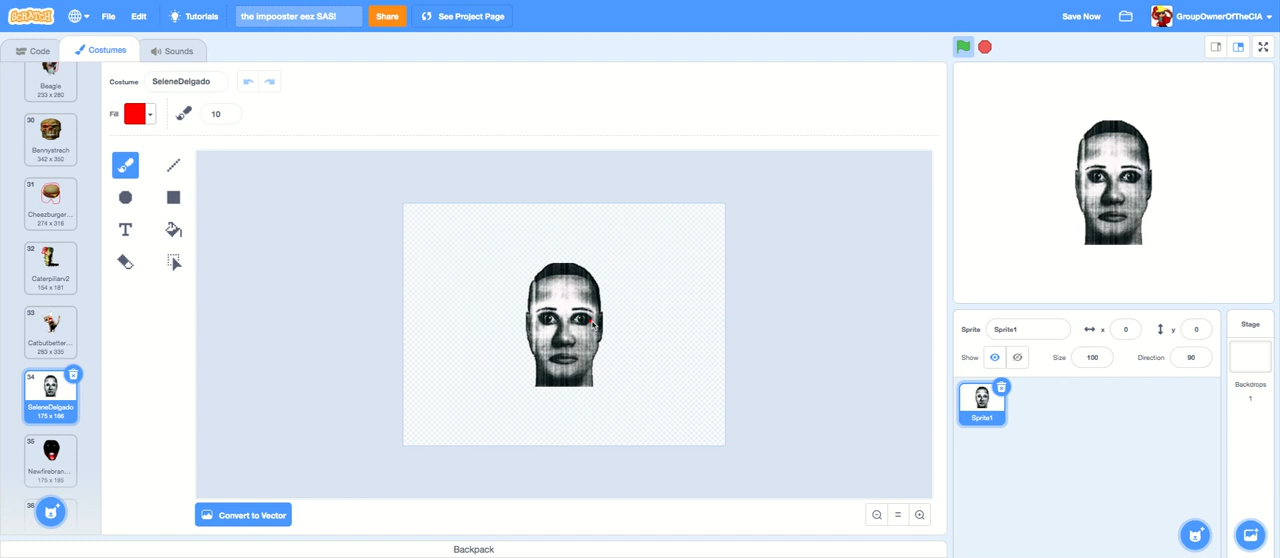 SCRATCH
File
Edit
Tutorials
the impooster eez SAS!
Share
See Project Page
Save Now
GroupOwnerOfTheCIA
Code
Costumes
Sounds
Costume
SeleneDelgado
Fill
10
Beagle
233 x 280
30
Bennystrech
342 x 350
31
Cheezburger...
274 x 316
32
Caterpillarv2
154 x 181
33
Catbutbetter...
283 x 335
34
SeleneDelgado
175 x 186
35
Newfirebran...
175 x 185
36
T
Convert to Vector
Backpack
Sprite
Sprite1
x
0
y
0
Show
Size
100
Direction
90
Sprite1
Stage
Backdrops
1